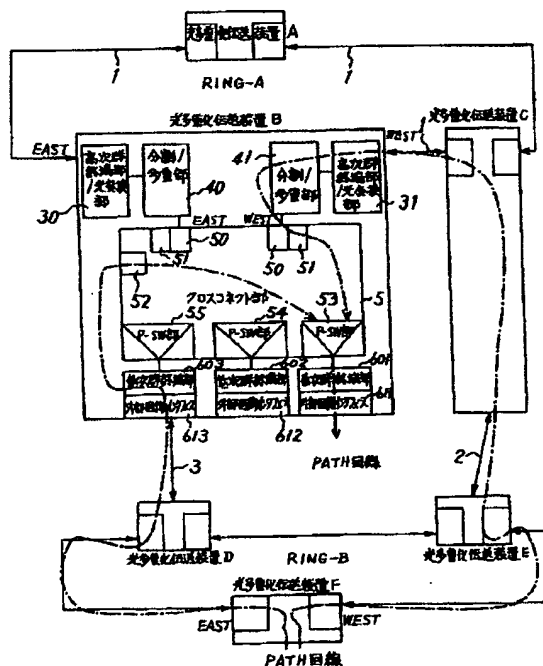 光多重化伝送装置 A
1
1
RING-A
光多重化伝送装置 B
光多重化伝送装置 C
EAST
WEST
1
高次群
終端部
/光変換
部
分割/
多重部
41
分割/
多重部
高次群
終端部
/光変換
部
30
40
31
EAST
WEST
51
50
50
51
52
クロスコネクト部
5
55
54
53
P-SWEB
P-SWEB
P-SWEB
603
602
601
低次群終端部
低次群終端部
低次群終端部
外部回線インタフェース
外部回線インタフェース
外部回線インタフェース
613
612
611
PATH回線
3
2
RING-B
光多重化伝送装置 D
光多重化伝送装置 E
光多重化伝送装置 F
EAST
WEST
PATH回線